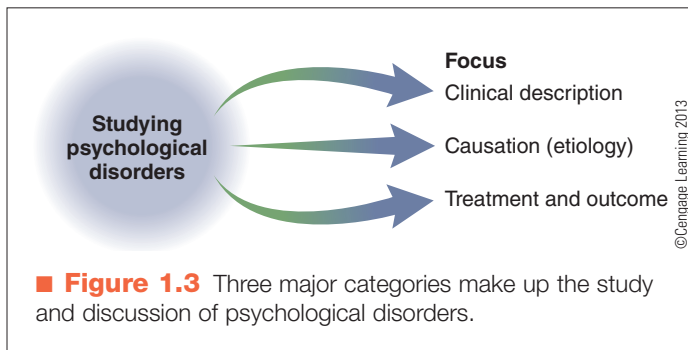 Studying
psychological
disorders
Focus
Clinical description
Causation (etiology)
Treatment and outcome
©Cengage Learning 2013
■ Figure 1.3 Three major categories make up the study
and discussion of psychological disorders.